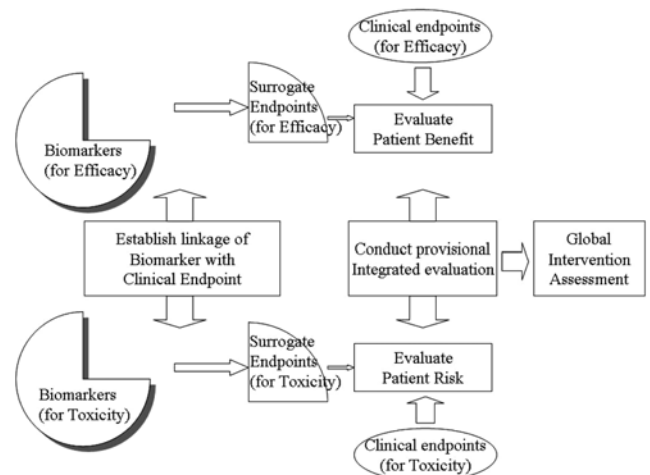 Clinical endpoints
(for Efficacy)
Surrogate
Endpoints
(for Efficacy)
Evaluate
Patient Benefit
Biomarkers
(for Efficacy)
Establish linkage of
Biomarker with
Clinical Endpoint
Conduct provisional
Integrated evaluation
Global
Intervention
Assessment
Surrogate
Endpoints
(for Toxicity)
Evaluate
Patient Risk
Biomarkers
(for Toxicity)
Clinical endpoints
(for Toxicity)